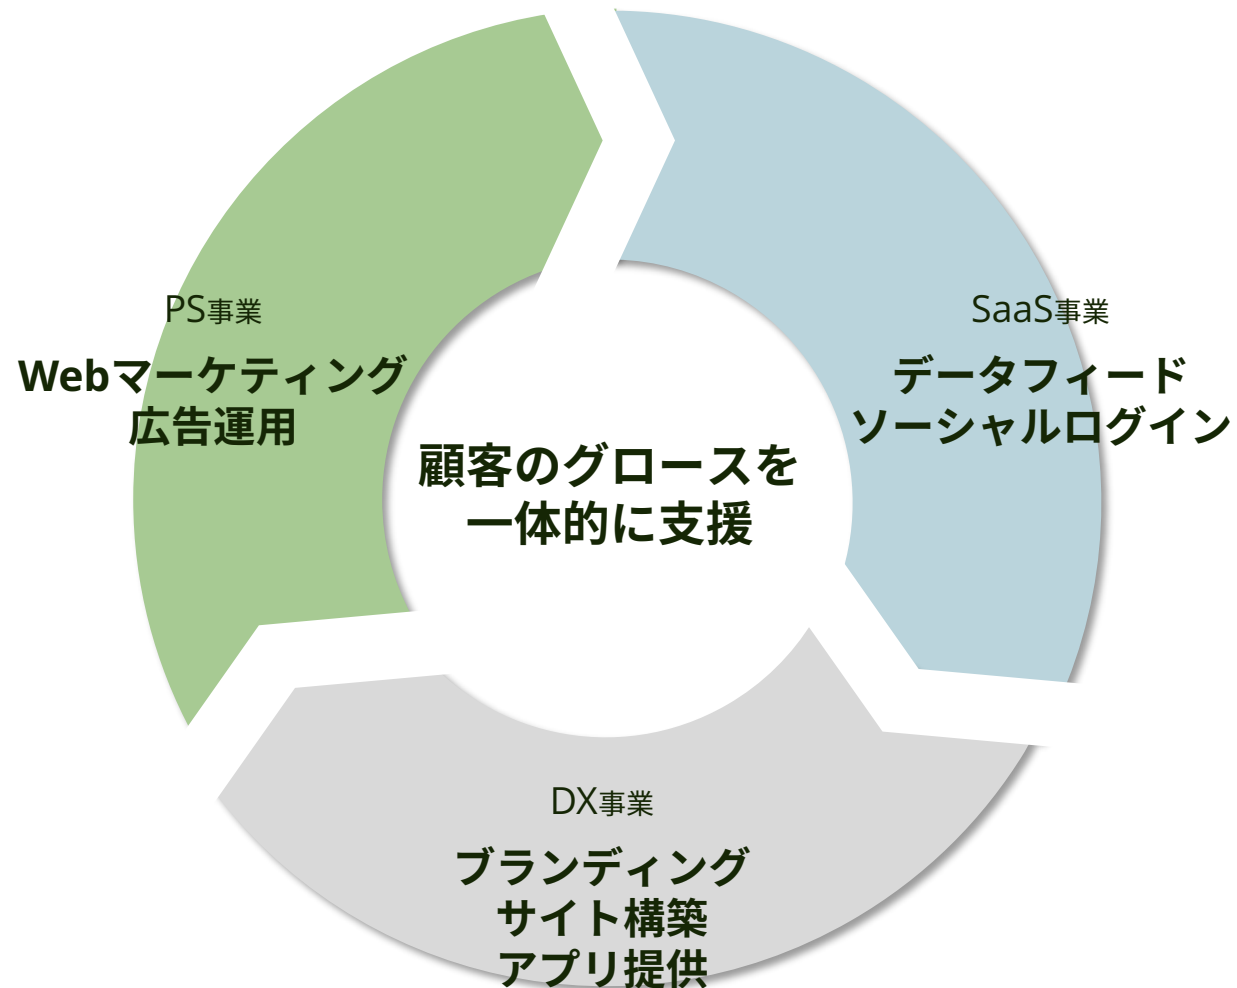 PS事業
Webマーケティング
広告運用
SaaS事業
データフィード
ソーシャルログイン
顧客のグロースを
一体的に支援
DX事業
ブランディング
サイト構築
アプリ提供